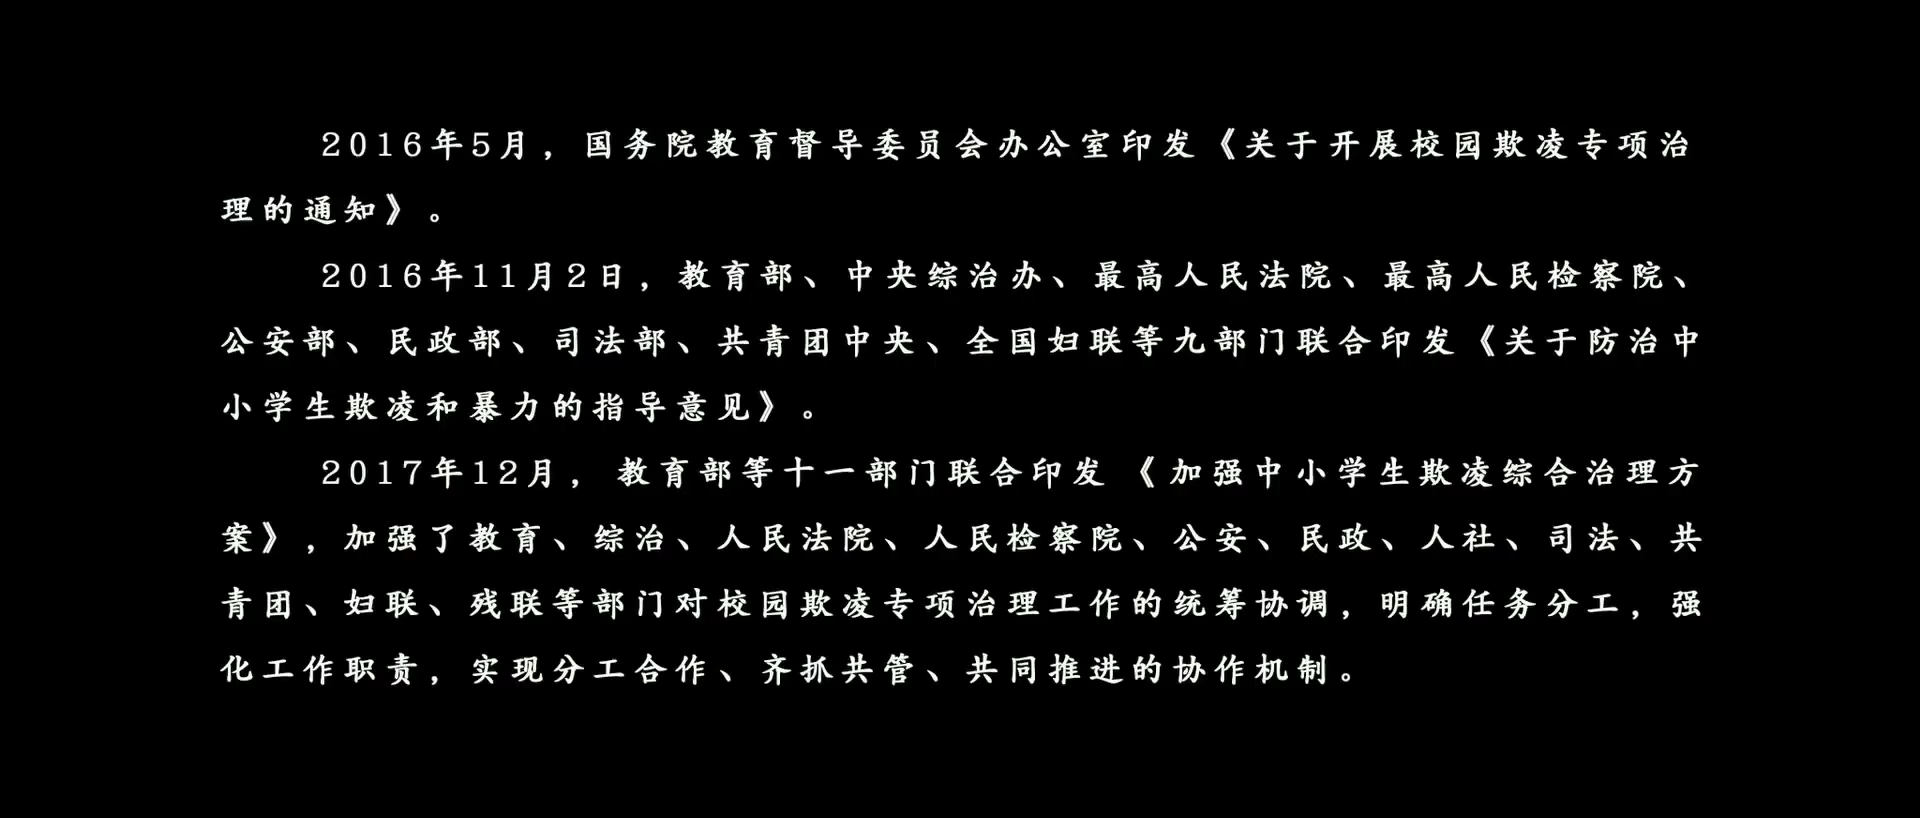 2016年5月，国务院教育督导委员会办公室印发《关于开展校园欺凌专项治
理的通知》。
2016年11月2日，教育部、中央综治办、最高人民法院、最高人民检察院、
公安部、民政部、司法部、共青团中央、全国妇联等九部门联合印发《关于防治中
小学生欺凌和暴力的指导意见》。
2017年12月，教育部等十一部门联合印发《加强中小学生欺凌综合治理方
案》，加强了教育、综治、人民法院、人民检察院、公安、民政、人社、司法、共
青团、妇联、残联等部门对校园欺凌专项治理工作的统筹协调，明确任务分工，强
化工作职责，实现分工合作、齐抓共管、共同推进的协作机制。